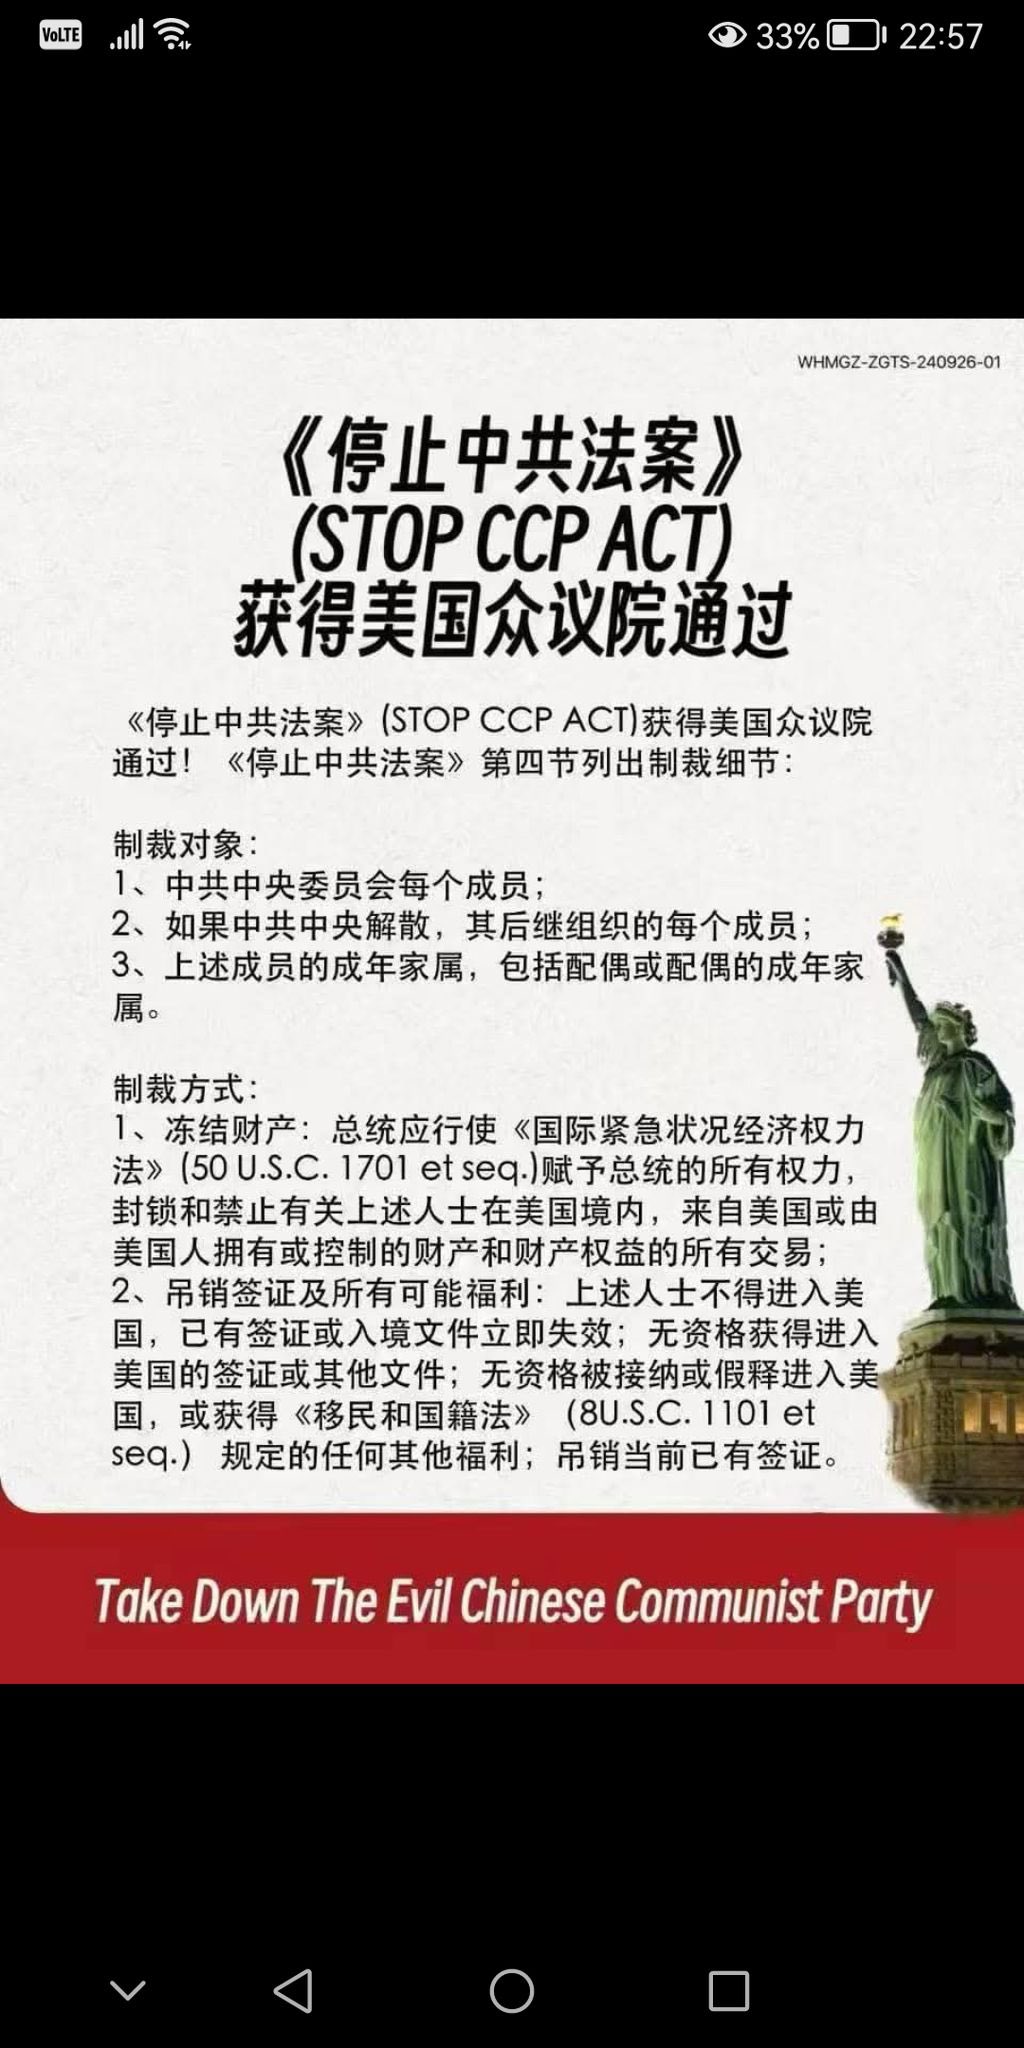 VoLTE 33% 22:57
WHMGZ-ZGTS-240926-01
《停止中共法案》
(STOP CCP ACT)
获得美国众议院通过
《停止中共法案》(STOP CCP ACT)获得美国众议院
通过！《停止中共法案》第四节列出制裁细节：
制裁对象：
1、中共中央委员会每个成员；
2、如果中共中央解散，其后继组织的每个成员；
3、上述成员的成年家属，包括配偶或配偶的成年家
属。
制裁方式：
1、冻结财产：总统应行使《国际紧急状况经济权力
法》(50 U.S.C. 1701 et seq.)赋予总统的所有权力，
封锁和禁止有关上述人士在美国境内，来自美国或由
美国人拥有或控制的财产和财产权益的所有交易；
2、吊销签证及所有可能福利：上述人士不得进入美
国，已有签证或入境文件立即失效；无资格获得进入
美国的签证或其他文件；无资格被接纳或假释进入美
国，或获得《移民和国籍法》（8U.S.C. 1101 et
seq.）规定的任何其他福利；吊销当前已有签证。
Take Down The Evil Chinese Communist Party